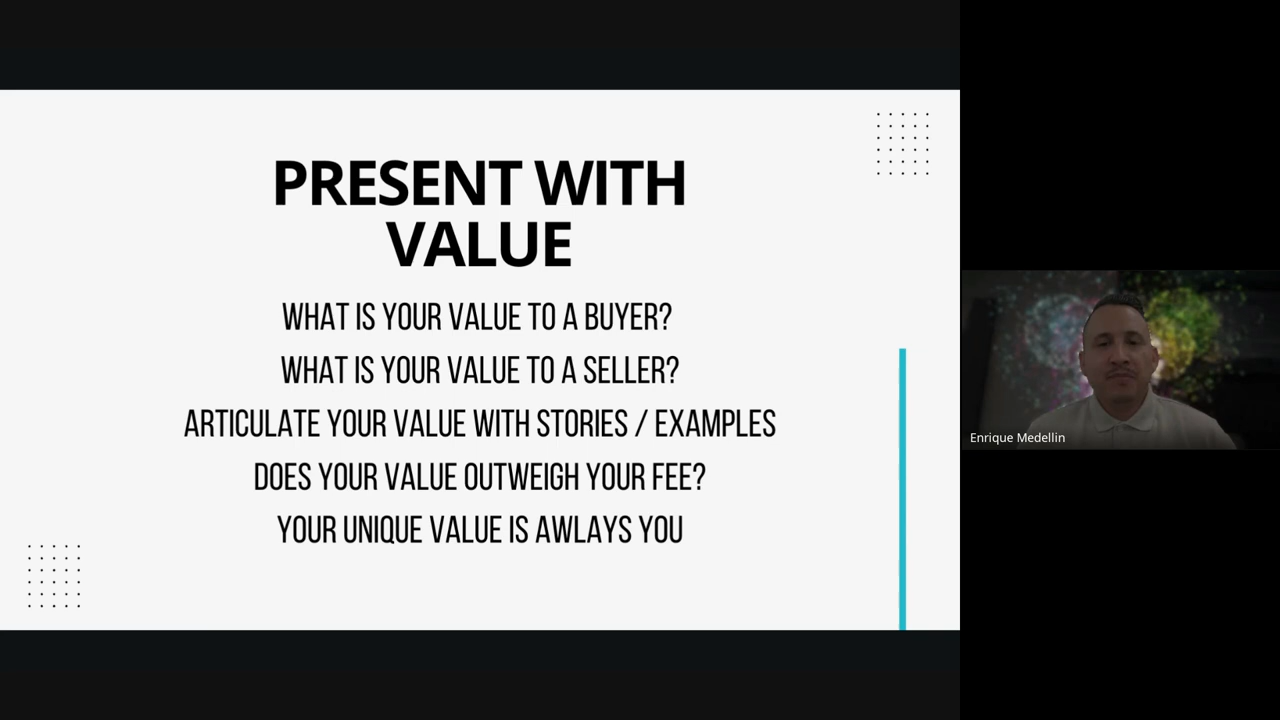 PRESENT WITH
VALUE
WHAT IS YOUR VALUE TO A BUYER?
WHAT IS YOUR VALUE TO A SELLER?
ARTICULATE YOUR VALUE WITH STORIES / EXAMPLES
DOES YOUR VALUE OUTWEIGH YOUR FEE?
YOUR UNIQUE VALUE IS AWLAYS YOU
Enrique Medellin